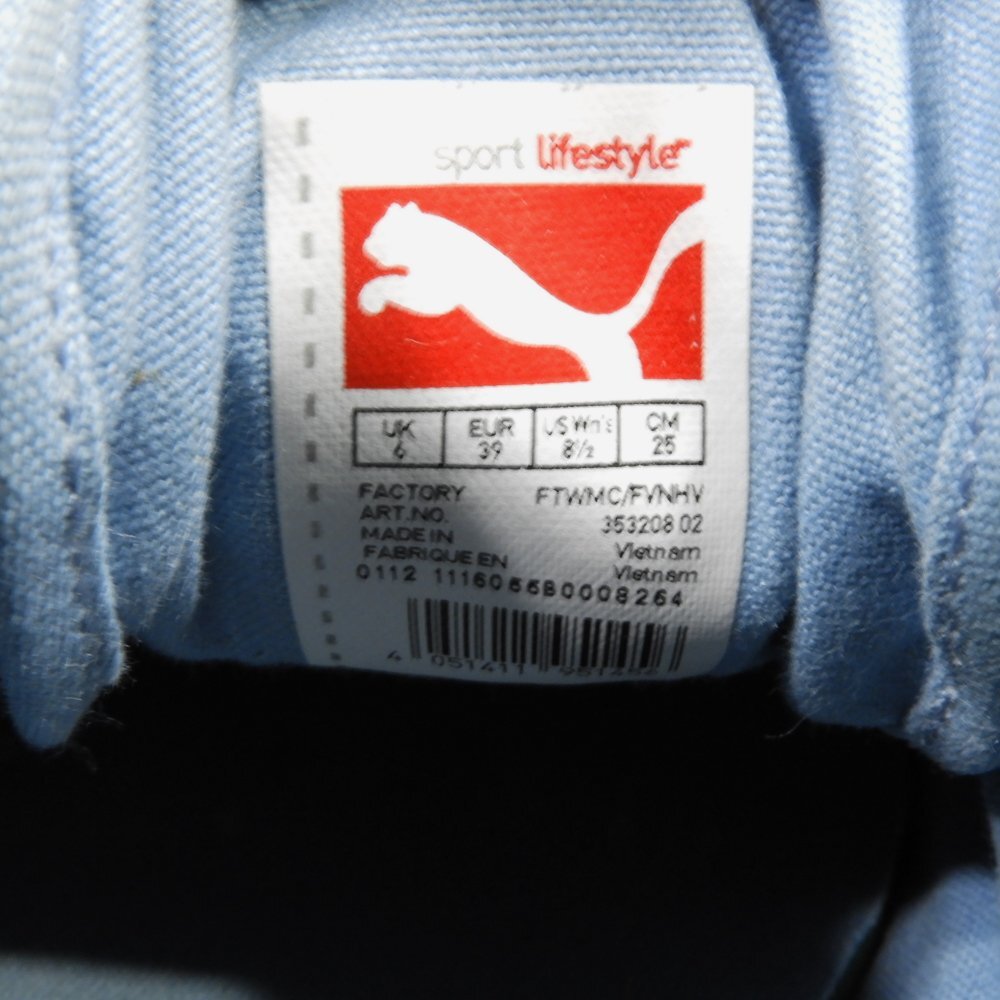 sport lifestyle
UK EUR US Wn's CM
6 39 8½ 25
FACTORY FTWMC/FVNHV
ART.NO. 353208 02
MADE IN Vietnam
FABRIQUE EN Vietnam
0112
4 051411